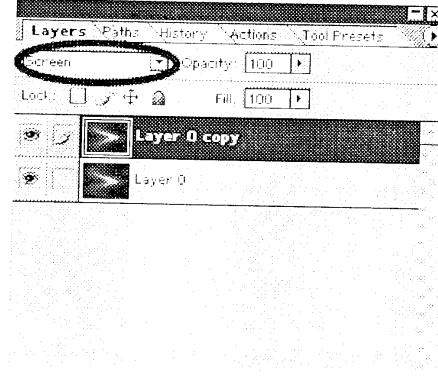 Layers Paths History Actions Tool Presets
Screen Opacity: 100
Lock: Fill: 100
Layer 0 copy
Layer 0